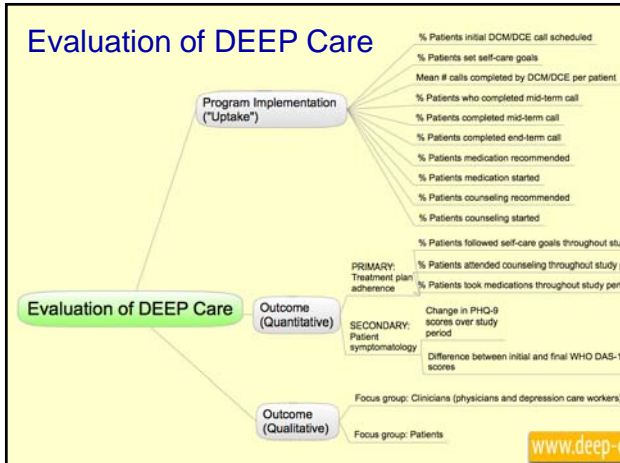 Evaluation of DEEP Care
% Patients initial DCM/DCE call scheduled
% Patients set self-care goals
Mean # calls completed by DCM/DCE per patient
% Patients who completed mid-term call
% Patients completed mid-term call
% Patients completed end-term call
% Patients medication recommended
% Patients medication started
% Patients counseling recommended
% Patients counseling started
Program Implementation
("Uptake")
% Patients followed self-care goals throughout stu
% Patients attended counseling throughout study
% Patients took medications throughout study per
PRIMARY:
Treatment plan
adherence
Evaluation of DEEP Care
Outcome
(Quantitative)
SECONDARY:
Patient
symptomatology
Change in PHQ-9
scores over study
period
Difference between initial and final WHO DAS-1
scores
Focus group: Clinicians (physicians and depression care workers)
Outcome
(Qualitative)
Focus group: Patients
www.deep-